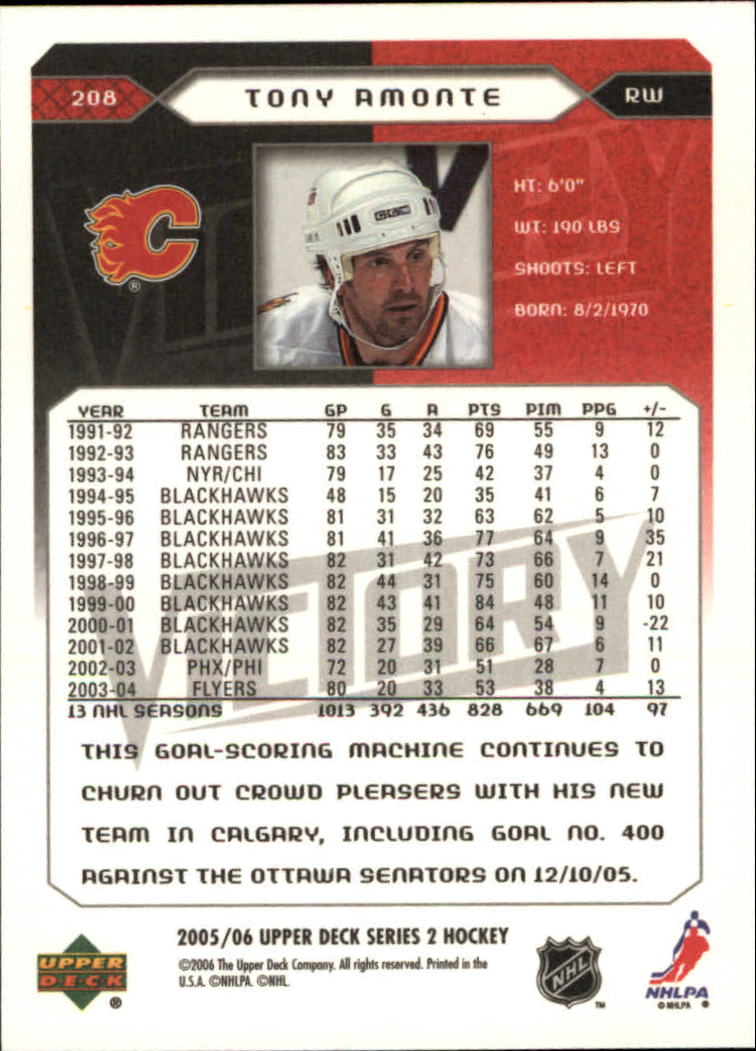 208 TONY AMONTE RW
HT: 6'0"
WT: 190 LBS
SHOOTS: LEFT
BORN: 8/2/1970
®
YEAR TEAM GP G A PTS PIM PPG +/-
1991-92 RANGERS 79 35 34 69 55 9 12
1992-93 RANGERS 83 33 43 76 49 13 0
1993-94 NYR/CHI 79 17 25 42 37 4 0
1994-95 BLACKHAWKS 48 15 20 35 41 6 7
1995-96 BLACKHAWKS 81 31 32 63 62 5 10
1996-97 BLACKHAWKS 81 41 36 77 64 9 35
1997-98 BLACKHAWKS 82 31 42 73 66 7 21
1998-99 BLACKHAWKS 82 44 31 75 60 14 0
1999-00 BLACKHAWKS 82 43 41 84 48 11 10
2000-01 BLACKHAWKS 82 35 29 64 54 9 -22
2001-02 BLACKHAWKS 82 27 39 66 67 6 11
2002-03 PHX/PHI 72 20 31 51 28 7 0
2003-04 FLYERS 80 20 33 53 38 4 13
13 NHL SEASONS 1013 392 436 828 669 104 97
VICTORY
THIS GOAL-SCORING MACHINE CONTINUES TO
CHURN OUT CROWD PLEASERS WITH HIS NEW
TEAM IN CALGARY, INCLUDING GOAL NO. 400
AGAINST THE OTTAWA SENATORS ON 12/10/05.
2005/06 UPPER DECK SERIES 2 HOCKEY
©2006 The Upper Deck Company. All rights reserved. Printed in the
U.S.A. ©NHLPA. ©NHL.
UPPER
DECK
®
NHL
TM
NHLPA
© NHLPA ®